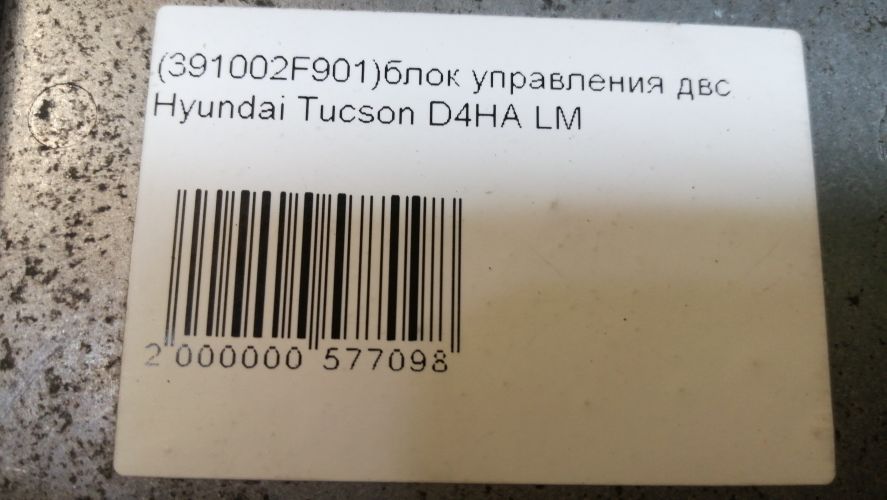 (391002F901)блок управления двс
Hyundai Tucson D4HA LM
2 000000 577098